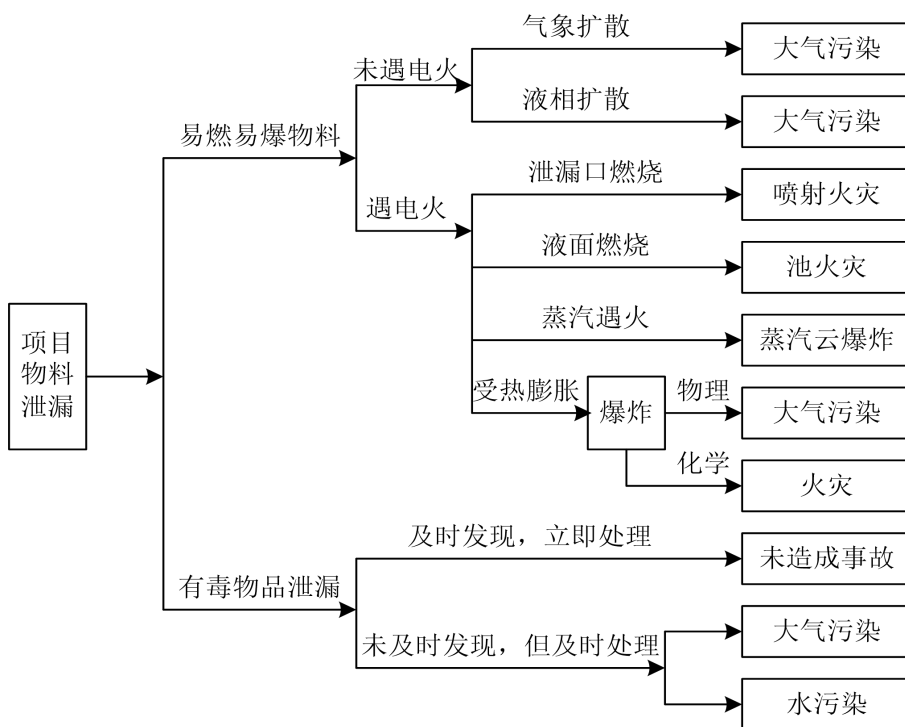 气象扩散
大气污染
未遇电火
液相扩散
大气污染
易燃易爆物料
泄漏口燃烧
喷射火灾
遇电火
液面燃烧
池火灾
蒸汽遇火
蒸汽云爆炸
项目
物料
泄漏
受热膨胀
爆炸
物理
大气污染
化学
火灾
及时发现，立即处理
未造成事故
有毒物品泄漏
未及时发现，但及时处理
大气污染
水污染